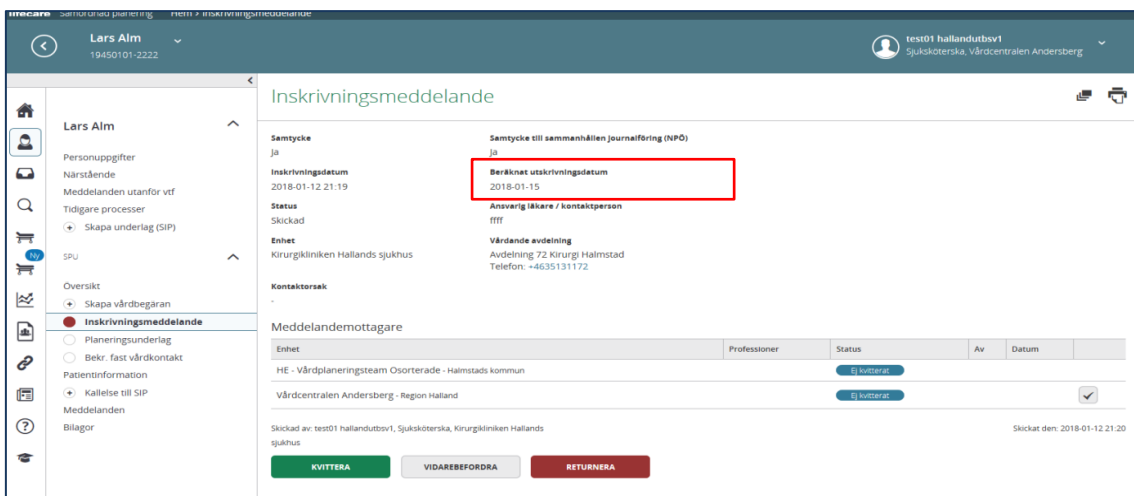 lifecare Samordnad planering Hem > Inskrivningsmeddelande
Lars Alm
19450101-2222
test01 hallandutbsv1
Sjuksköterska, Vårdcentralen Andersberg
Lars Alm
Personuppgifter
Närstående
Meddelanden utanför vtf
Tidigare processer
Skapa underlag (SIP)
Ny
SPU
Översikt
Skapa vårdbegäran
Inskrivningsmeddelande
Planeringsunderlag
Bekr. fast vårdkontakt
Patientinformation
Kallelse till SIP
Meddelanden
Bilagor
Inskrivningsmeddelande
Samtycke
Ja
Samtycke till sammanhållen journalföring (NPÖ)
Ja
Inskrivningsdatum
2018-01-12 21:19
Beräknat utskrivningsdatum
2018-01-15
Status
Skickad
Ansvarig läkare / kontaktperson
ffff
Enhet
Kirurgikliniken Hallands sjukhus
Vårdande avdelning
Avdelning 72 Kirurgi Halmstad
Telefon: +4635131172
Kontaktorsak
-
Meddelandemottagare
Enhet Professioner Status Av Datum
HE - Vårdplaneringsteam Osorterade - Halmstads kommun Ej kvitterat
Vårdcentralen Andersberg - Region Halland Ej kvitterat
Skickad av: test01 hallandutbsv1, Sjuksköterska, Kirurgikliniken Hallands
sjukhus
Skickat den: 2018-01-12 21:20
KVITTERA VIDAREBEFORDRA RETURNERA